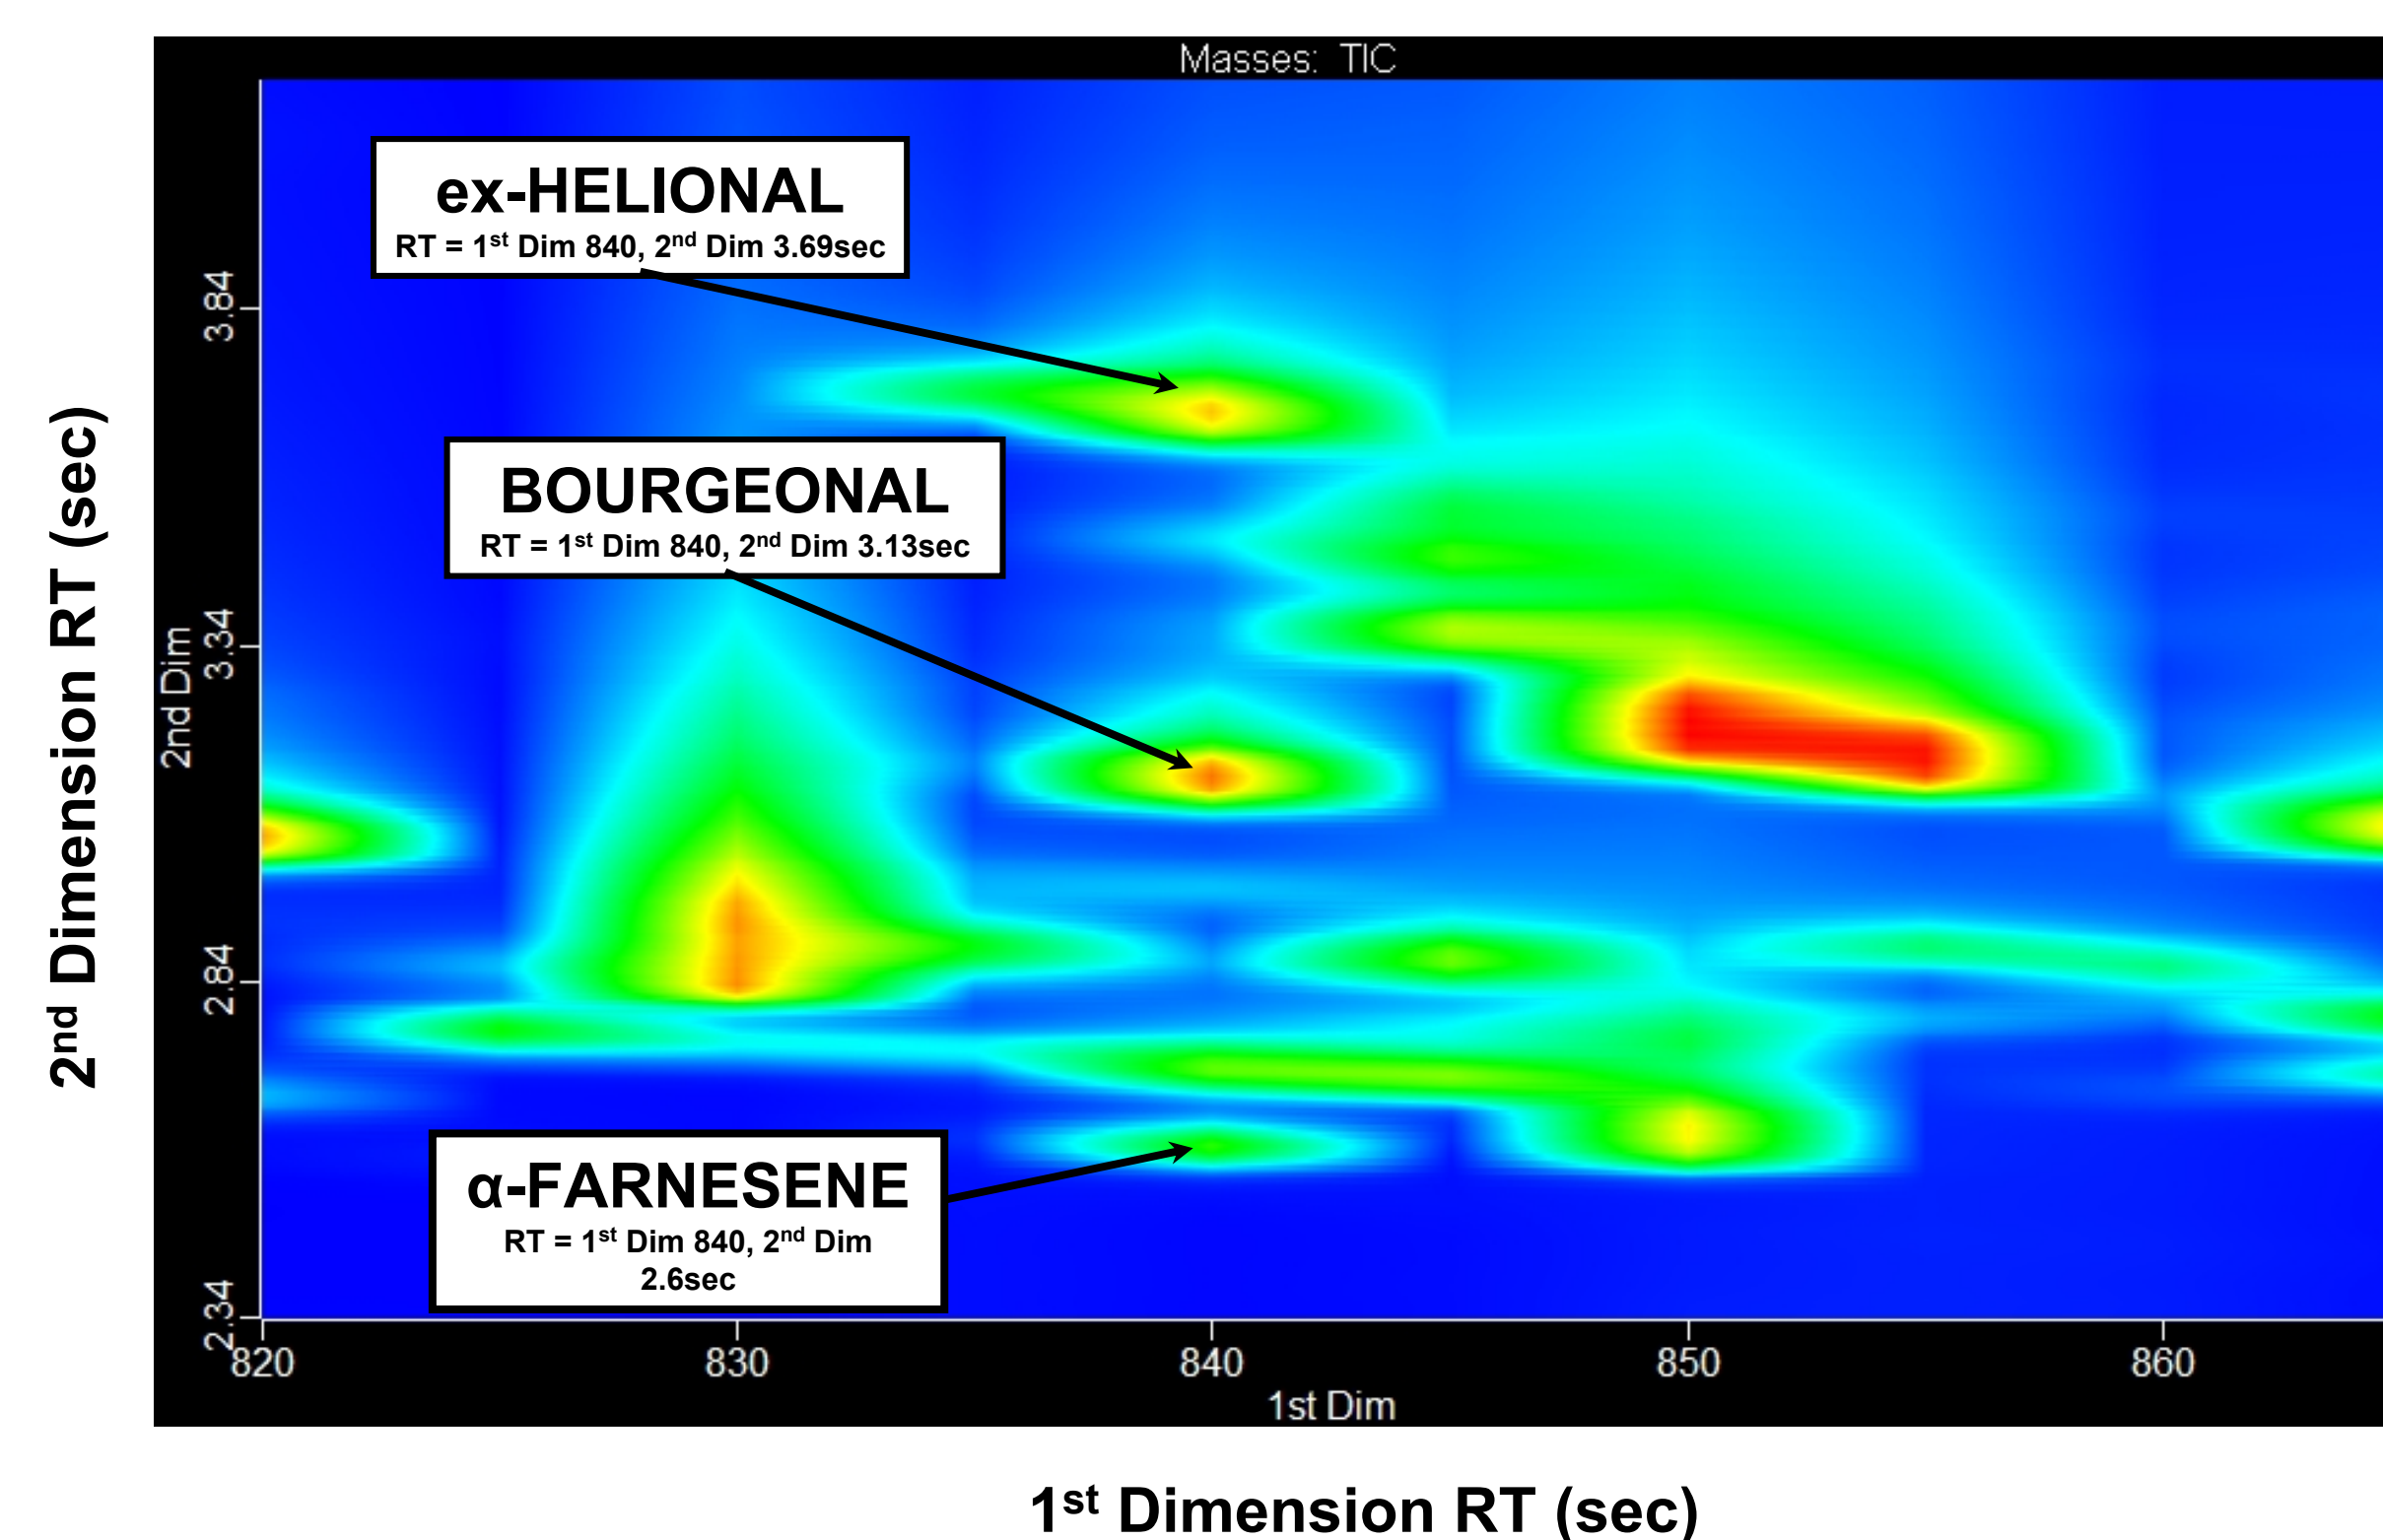 Masses: TIC
ex-HELIONAL
RT = 1st Dim 840, 2nd Dim 3.69sec
BOURGEONAL
RT = 1st Dim 840, 2nd Dim 3.13sec
α-FARNESENE
RT = 1st Dim 840, 2nd Dim
2.6sec
2nd Dimension RT (sec)
2nd Dim
3.84
3.34
2.84
2.34
820
830
840
850
860
1st Dim
1st Dimension RT (sec)